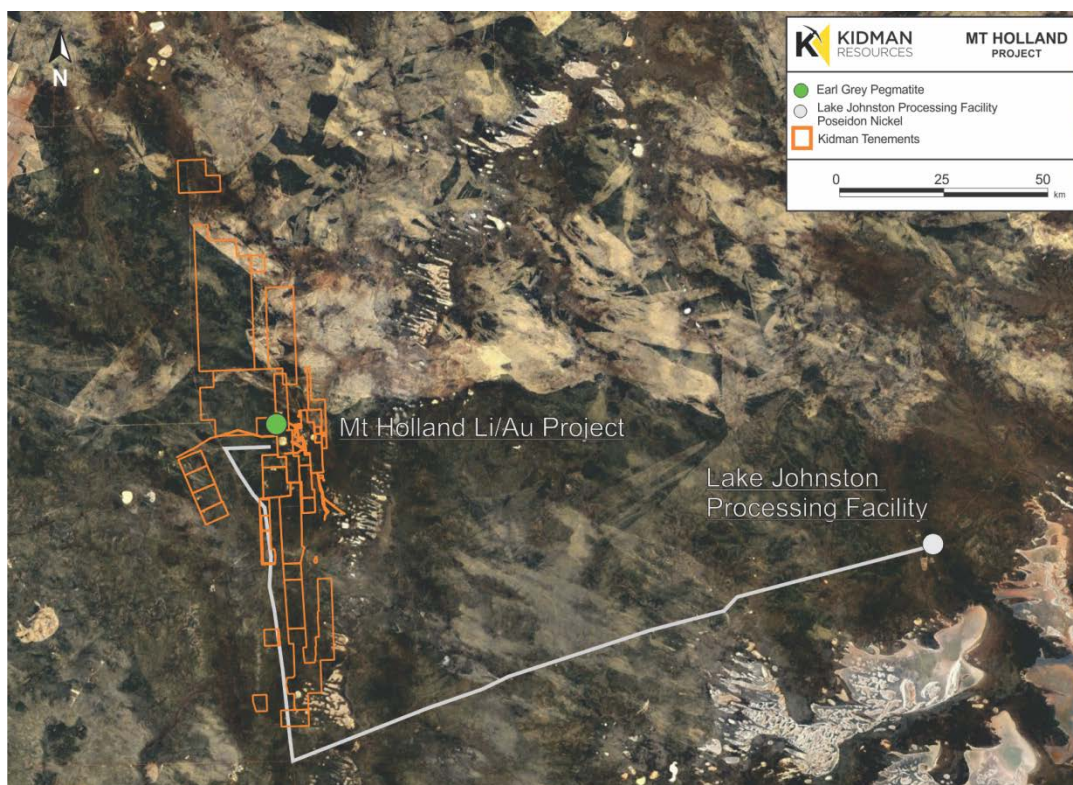 N
KIDMAN
RESOURCES
MT HOLLAND
PROJECT
Earl Grey Pegmatite
Lake Johnston Processing Facility
Poseidon Nickel
Kidman Tenements
0 25 50
km
Mt Holland Li/Au Project
Lake Johnston
Processing Facility